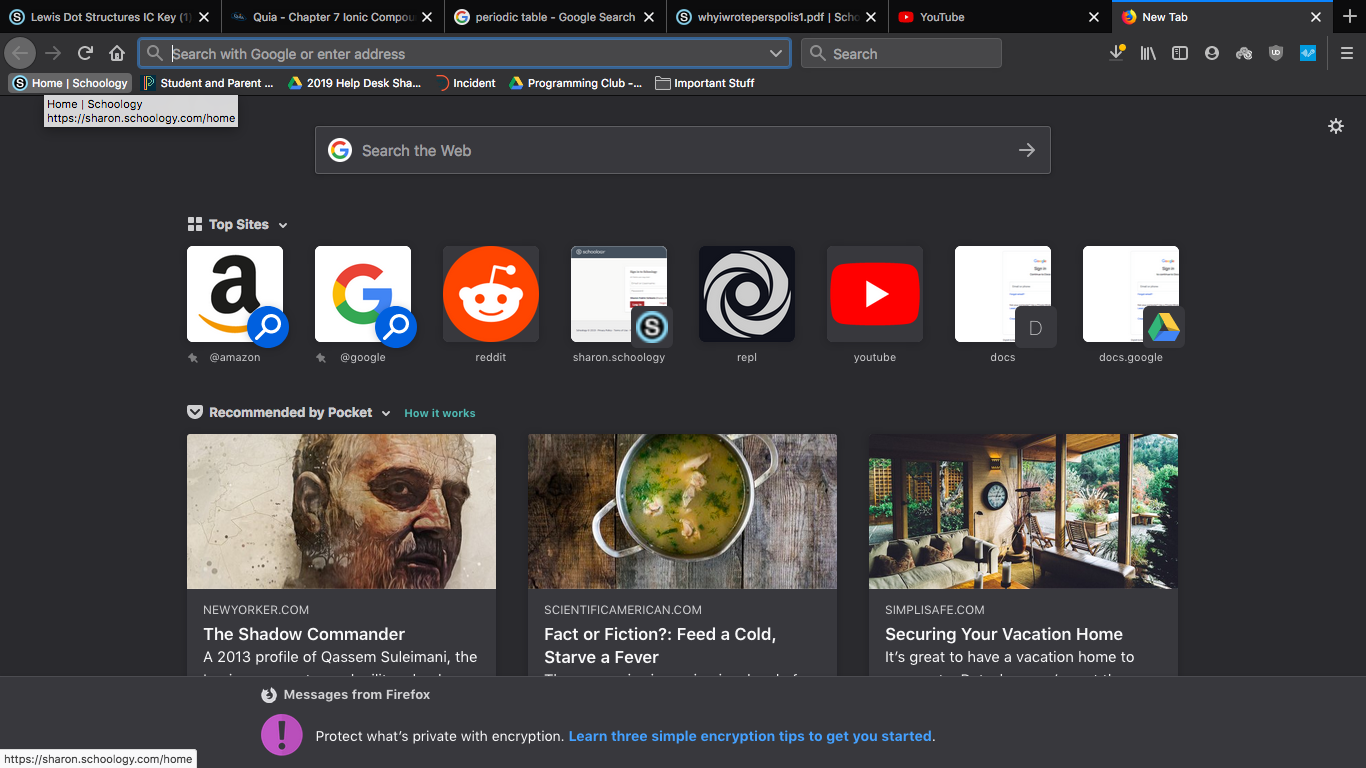 Lewis Dot Structures IC Key (1)
Quia - Chapter 7 Ionic Compou
periodic table - Google Search
whyiwroteperspolis1.pdf | Scho
YouTube
New Tab
Search with Google or enter address
Search
Home | Schoology
Student and Parent ...
2019 Help Desk Sha...
Incident
Programming Club -...
Important Stuff
Home | Schoology
https://sharon.schoology.com/home
Search the Web
Top Sites
@amazon
@google
reddit
sharon.schoology
repl
youtube
D
docs
docs.google
Recommended by Pocket
How it works
NEWYORKER.COM
The Shadow Commander
A 2013 profile of Qassem Suleimani, the
SCIENTIFICAMERICAN.COM
Fact or Fiction?: Feed a Cold,
Starve a Fever
SIMPLISAFE.COM
Securing Your Vacation Home
It's great to have a vacation home to
Messages from Firefox
Protect what's private with encryption. Learn three simple encryption tips to get you started.
https://sharon.schoology.com/home